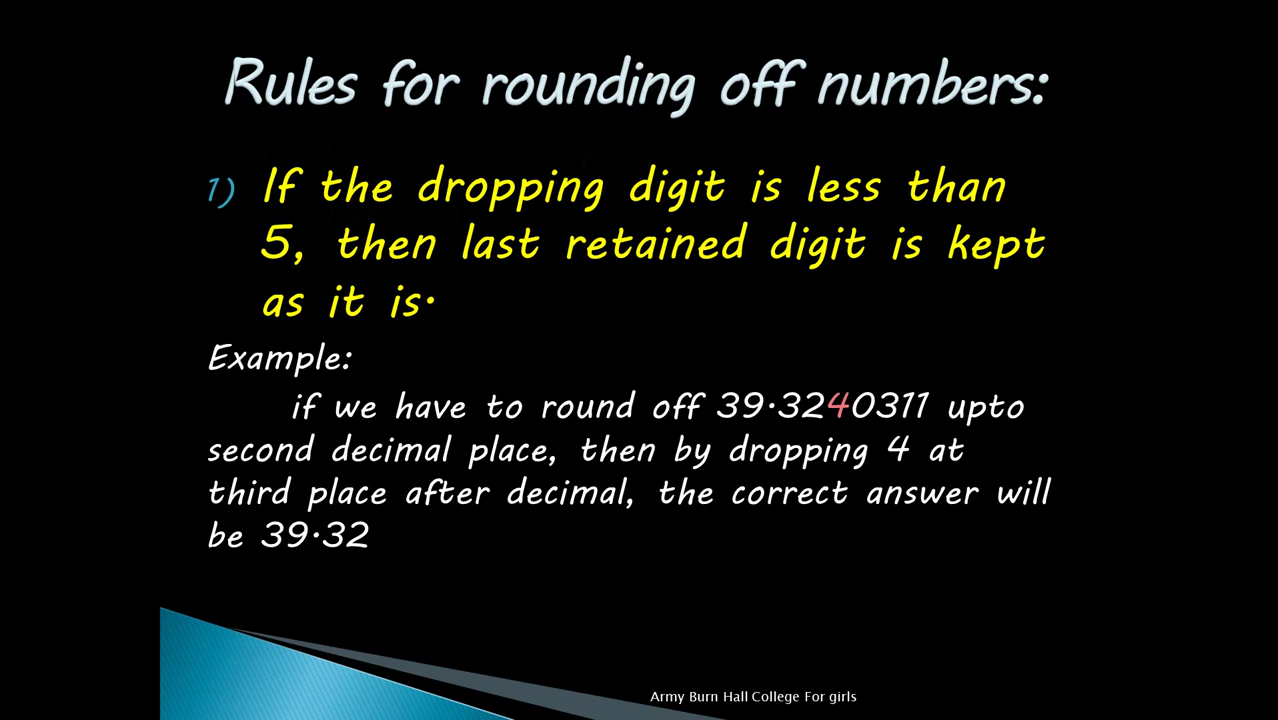 Rules for rounding off numbers:
1) If the dropping digit is less than
5, then last retained digit is kept
as it is.
Example:
if we have to round off 39.3240311 upto
second decimal place, then by dropping 4 at
third place after decimal, the correct answer will
be 39.32
Army Burn Hall College For girls